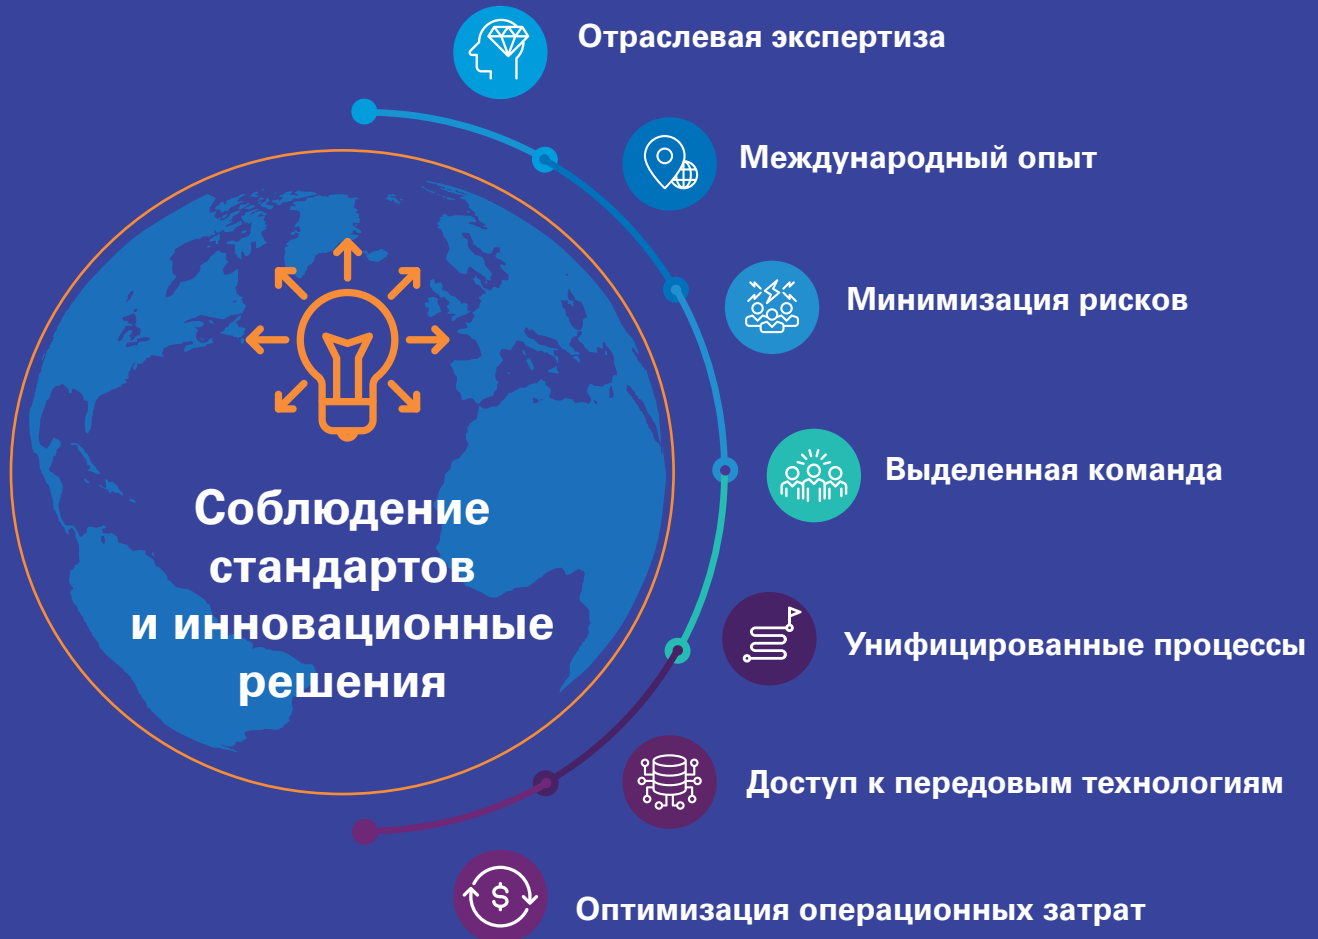 Отраслевая экспертиза
Международный опыт
Минимизация рисков
Выделенная команда
Соблюдение
стандартов
и инновационные
решения
Унифицированные процессы
Доступ к передовым технологиям
$
Оптимизация операционных затрат